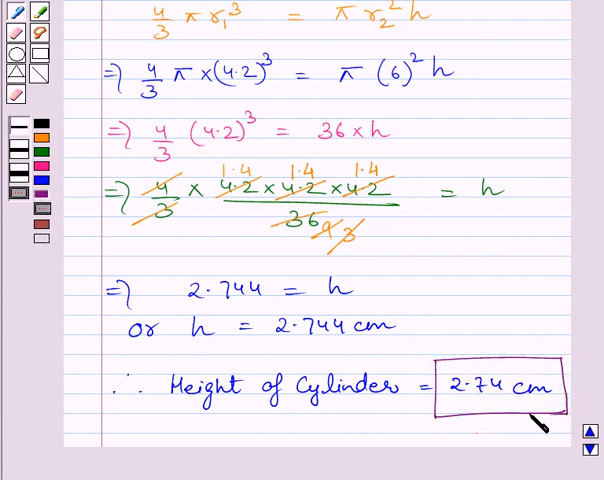 4/3 π r₁³ = π r₂² h
⇒ 4/3 π × (4.2)³ = π (6)² h
⇒ 4/3 (4.2)³ = 36 × h
1.4 1.4 1.4
⇒ 4/3 × 4.2 × 4.2 × 4.2 / 36 = h
9 3
⇒ 2.744 = h
or h = 2.744 cm
∴ Height of Cylinder = 2.74 cm